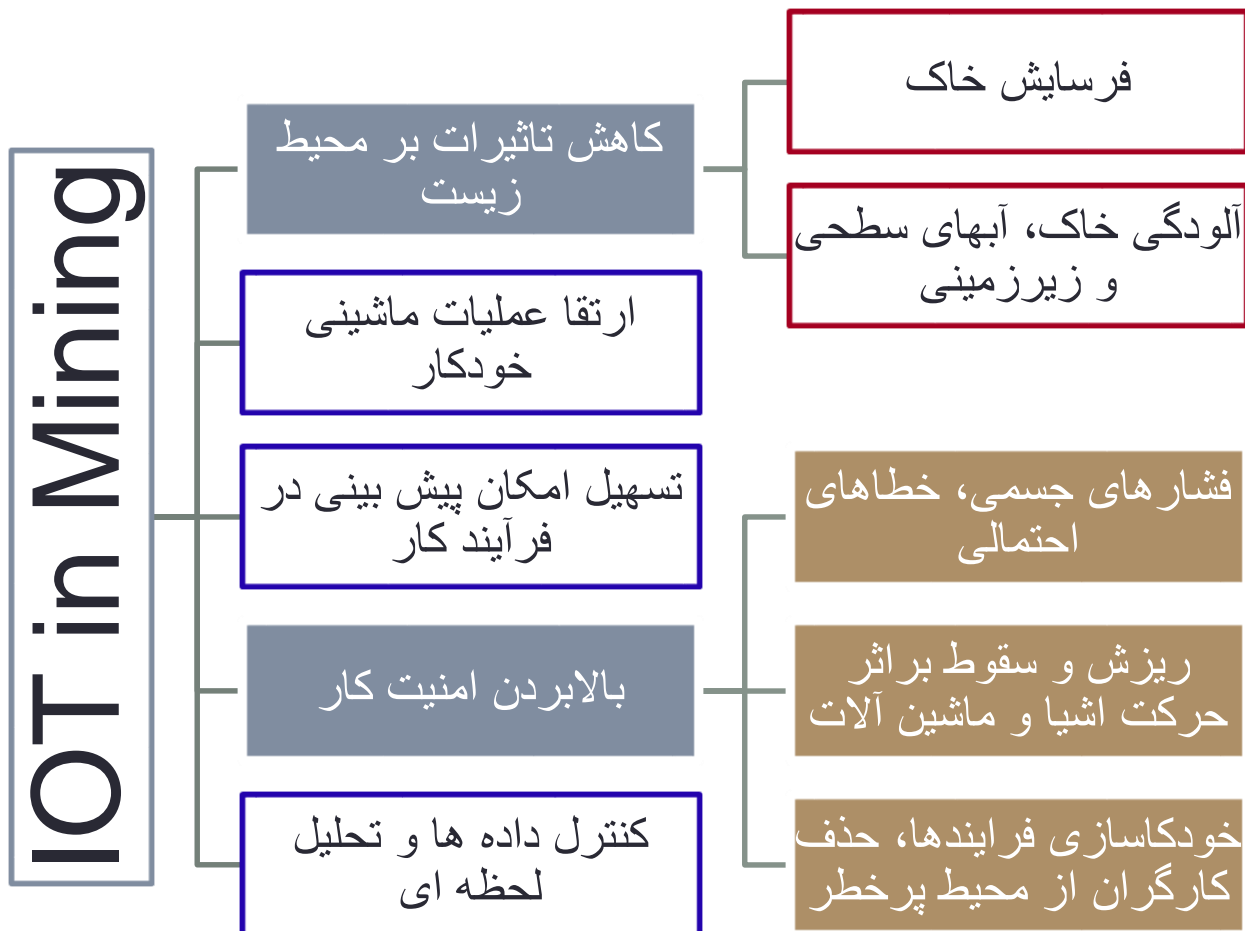 IOT in Mining
کاهش تاثیرات بر محیط
زیست
فرسایش خاک
آلودگی خاک، آبهای سطحی
و زیرزمینی
ارتقا عملیات ماشینی
خودکار
تسهیل امکان پیش بینی در
فرآیند کار
بالابردن امنیت کار
فشارهای جسمی، خطاهای
احتمالی
ریزش و سقوط براثر
حرکت اشیا و ماشین آلات
خودکاسازی فرایندها، حذف
کارگران از محیط پرخطر
کنترل داده ها و تحلیل
لحظه ای